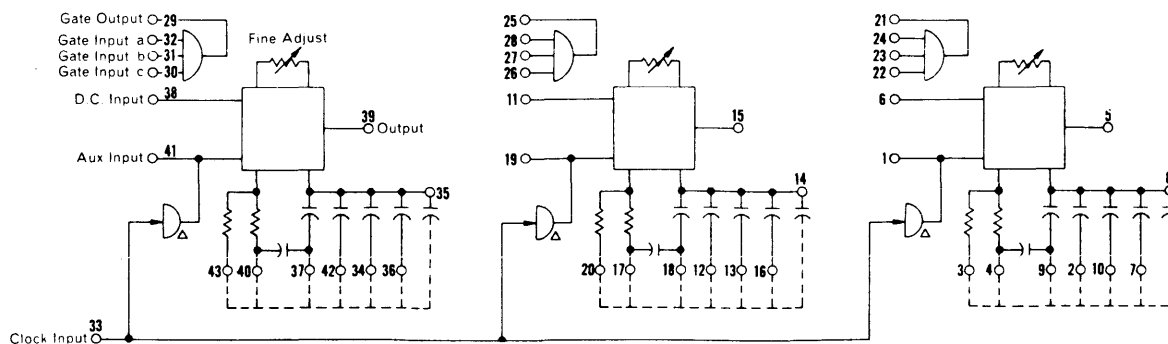 Gate Output 29
Gate Input a 32
Gate Input b 31
Gate Input c 30
Fine Adjust
D.C. Input 38
39 Output
Aux Input 41
35
43 40 37 42 34 36
25
28
27
26
11
15
19
14
20 17 18 12 13 16
21
24
23
22
6
5
1
3 4 9 2 10 7
33
Clock Input